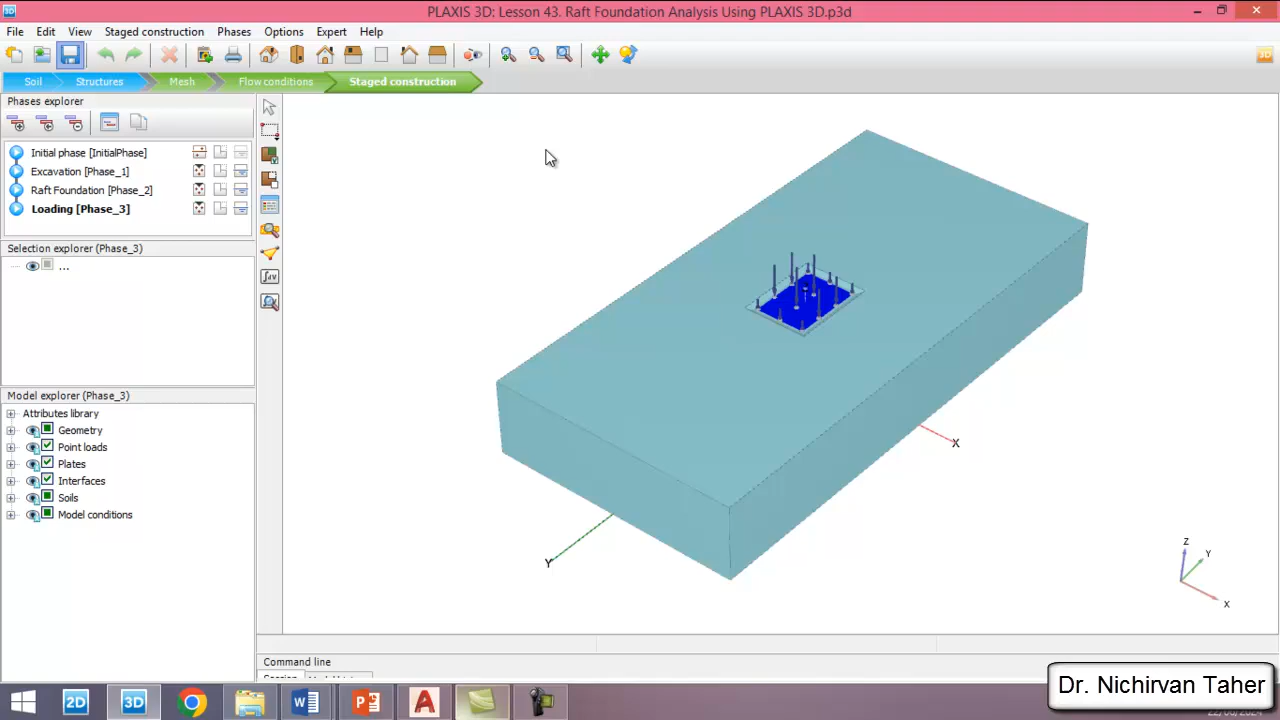 PLAXIS 3D: Lesson 43. Raft Foundation Analysis Using PLAXIS 3D.p3d
File Edit View Staged construction Phases Options Expert Help
Soil Structures Mesh Flow conditions Staged construction
Phases explorer
Initial phase [InitialPhase]
Excavation [Phase_1]
Raft Foundation [Phase_2]
Loading [Phase_3]
Selection explorer (Phase_3)
...
Model explorer (Phase_3)
Attributes library
Geometry
Point loads
Plates
Interfaces
Soils
Model conditions
X
Y
Z
Y
X
Command line
Dr. Nichirvan Taher
2D 3D